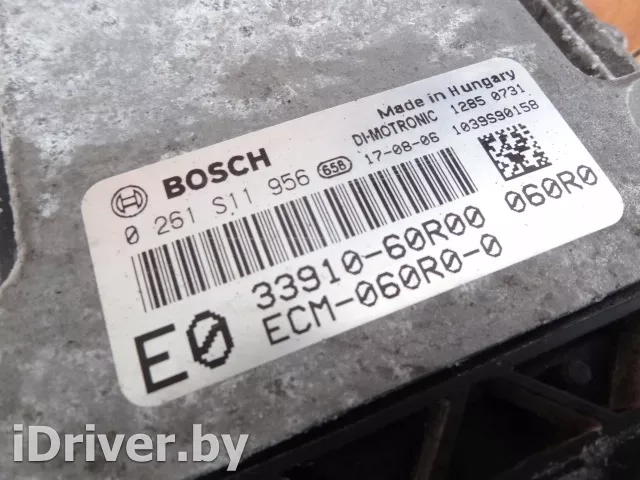 Made in Hungary
DI-MOTRONIC 1285 0731
BOSCH 658 17-08-06 1039S90158
0 261 S11 956
33910-60R00 060R0
E0 ECM-060R0-0
iDriver.by